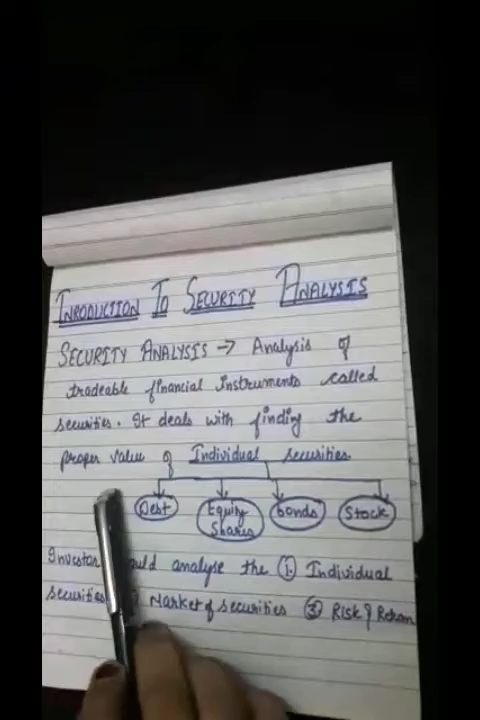 INRODUCTION TO SECURITY ANALYSIS
SECURITY ANALYSIS → Analysis of
tradeable financial instruments called
securities. It deals with finding the
proper value of Individual securities
Debt Equity Shares bonds Stock
Investor analyse the ① Individual
securities Market of securities ③ Risk & Return